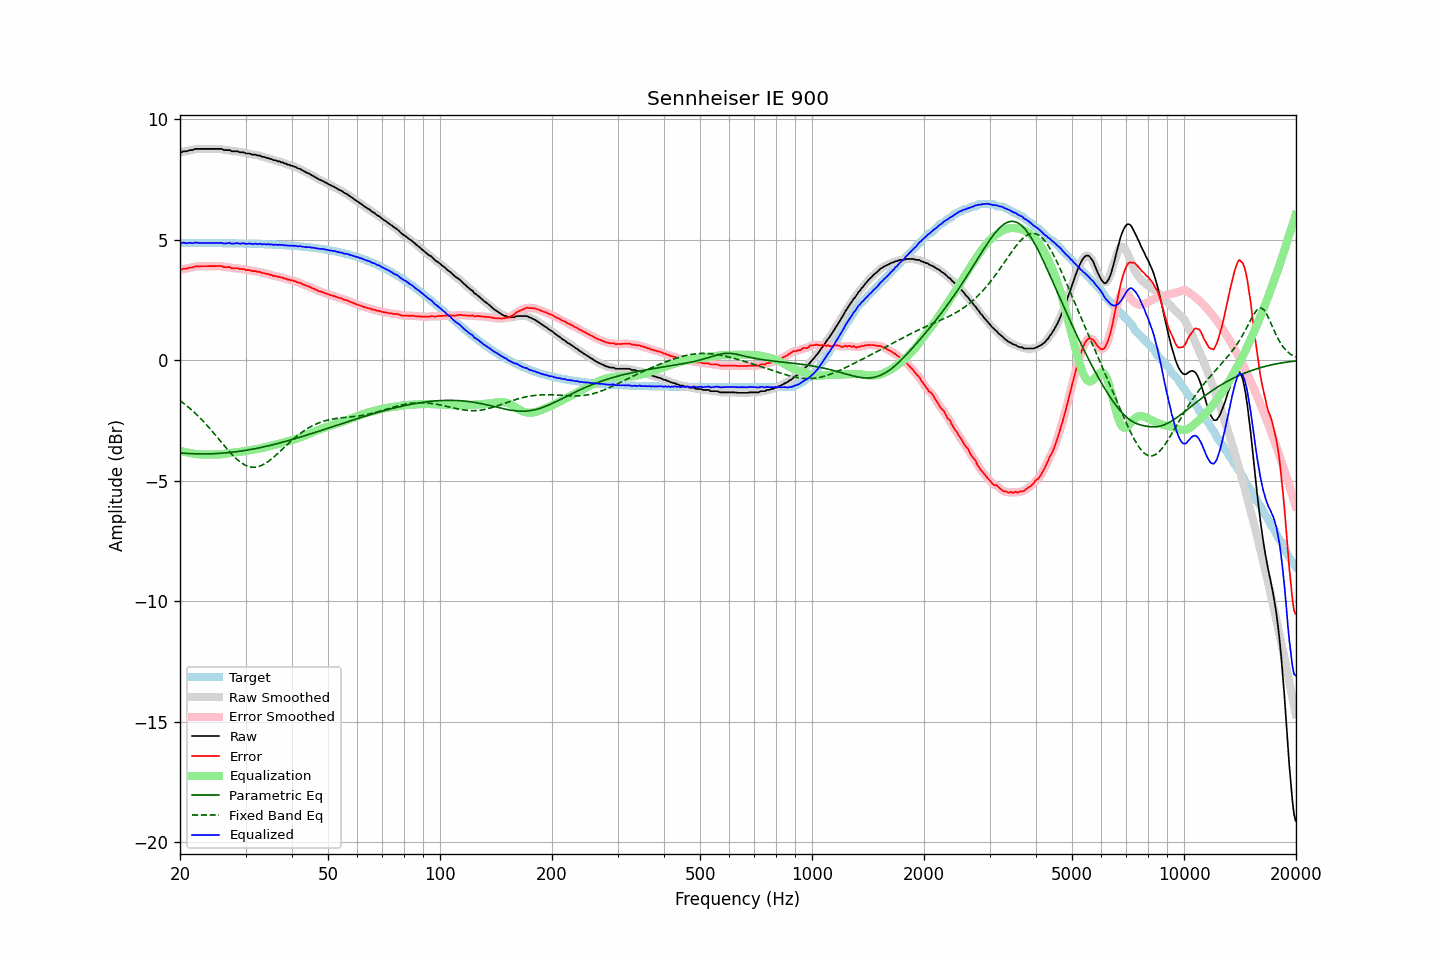 Sennheiser IE 900
10
5
0
−5
−10
−15
−20
Amplitude (dBr)
Target
Raw Smoothed
Error Smoothed
Raw
Error
Equalization
Parametric Eq
Fixed Band Eq
Equalized
20 50 100 200 500 1000 2000 5000 10000 20000
Frequency (Hz)